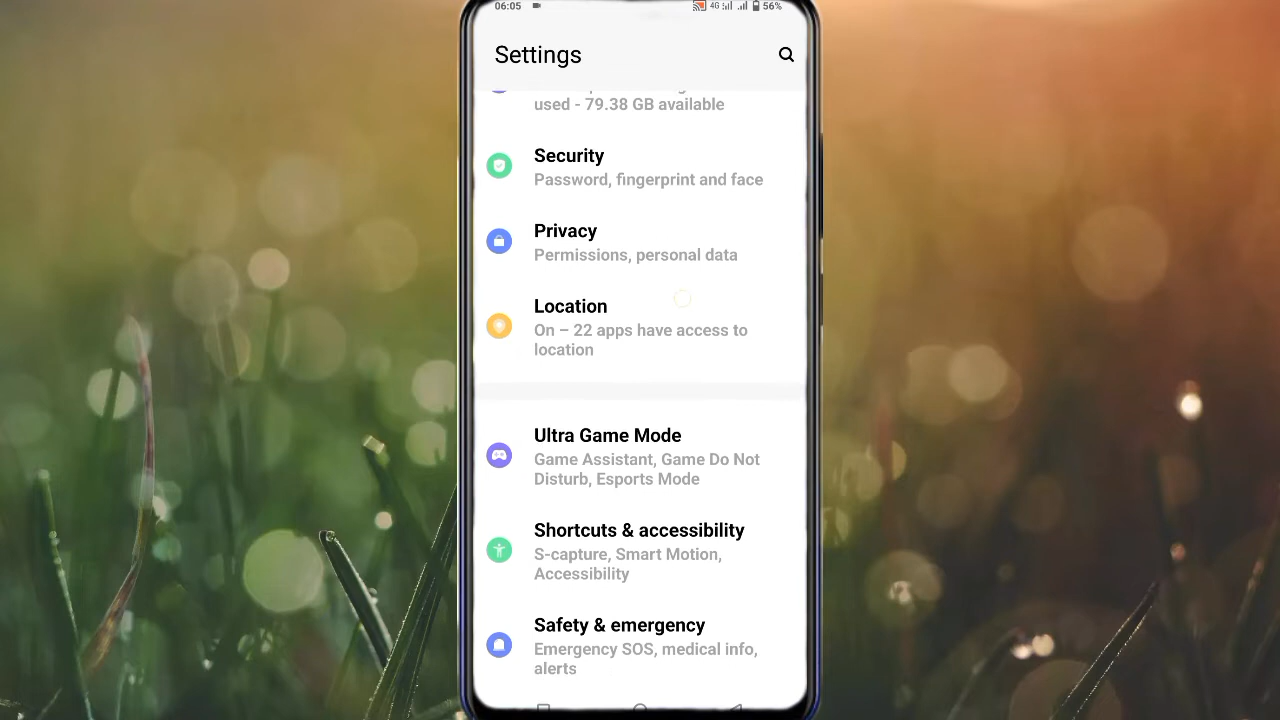 06:05 4G 56%
Settings
used - 79.38 GB available
Security
Password, fingerprint and face
Privacy
Permissions, personal data
Location
On – 22 apps have access to
location
Ultra Game Mode
Game Assistant, Game Do Not
Disturb, Esports Mode
Shortcuts & accessibility
S-capture, Smart Motion,
Accessibility
Safety & emergency
Emergency SOS, medical info,
alerts